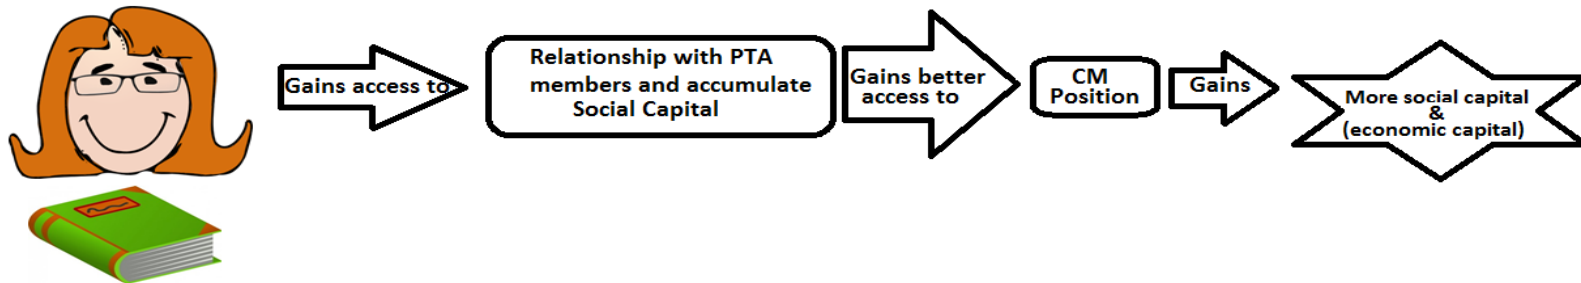 Gains access to
Relationship with PTA
members and accumulate
Social Capital
Gains better
access to
CM
Position
Gains
More social capital
&
(economic capital)